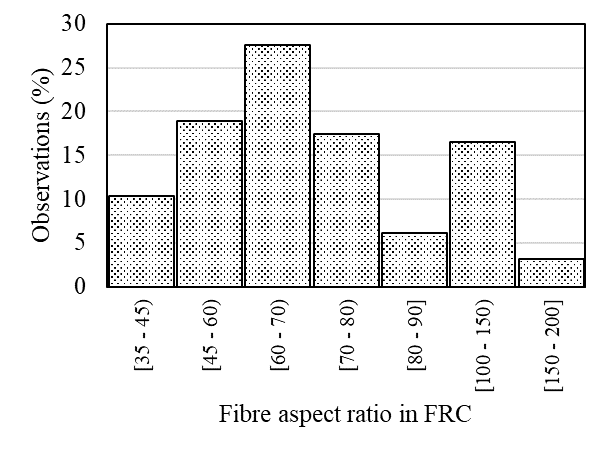 30
25
20
15
10
5
0
Observations (%)
[35 - 45)
[45 - 60)
[60 - 70)
[70 - 80)
[80 - 90]
[100 - 150)
[150 - 200]
Fibre aspect ratio in FRC